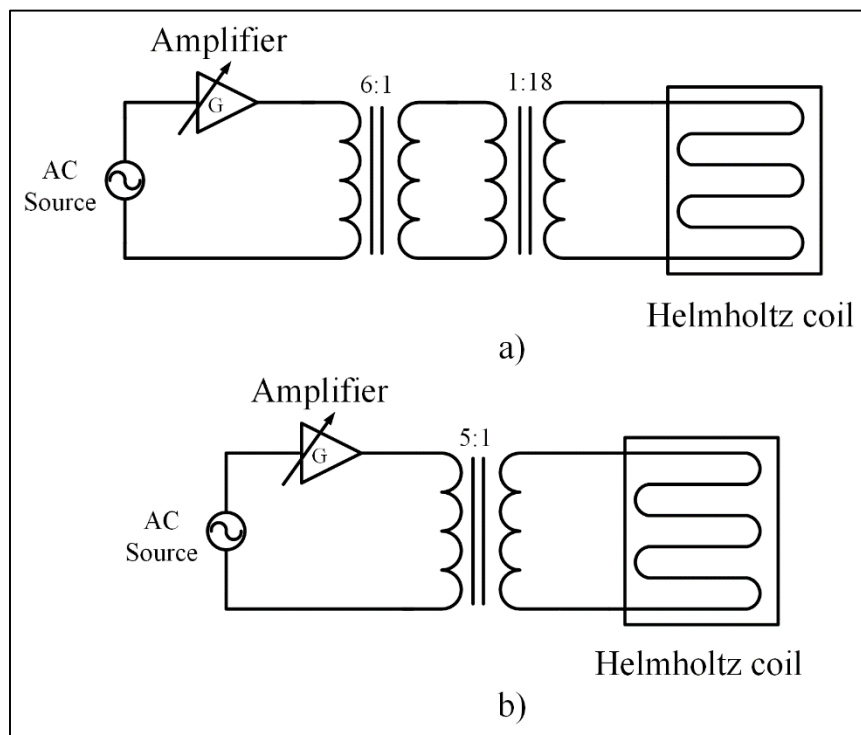 Amplifier
G
6:1
1:18
AC
Source
Helmholtz coil
a)
Amplifier
G
5:1
AC
Source
Helmholtz coil
b)